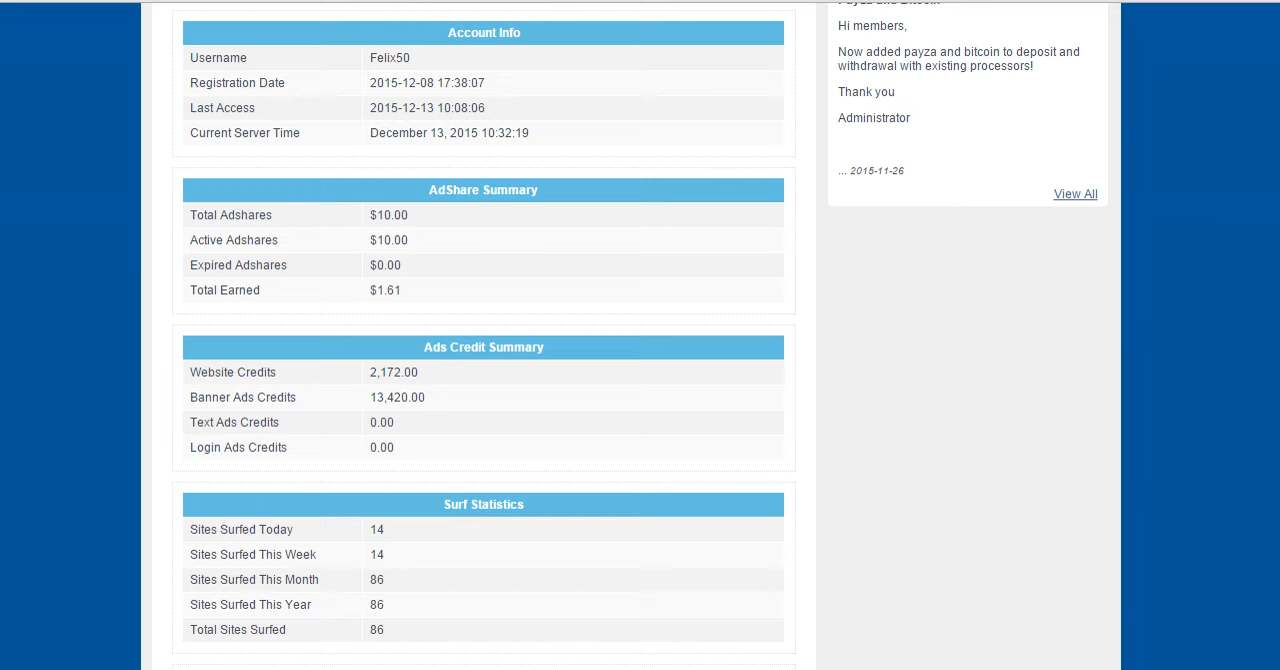 Account Info
Username Felix50
Registration Date 2015-12-08 17:38:07
Last Access 2015-12-13 10:08:06
Current Server Time December 13, 2015 10:32:19
AdShare Summary
Total Adshares $10.00
Active Adshares $10.00
Expired Adshares $0.00
Total Earned $1.61
Ads Credit Summary
Website Credits 2,172.00
Banner Ads Credits 13,420.00
Text Ads Credits 0.00
Login Ads Credits 0.00
Surf Statistics
Sites Surfed Today 14
Sites Surfed This Week 14
Sites Surfed This Month 86
Sites Surfed This Year 86
Total Sites Surfed 86
Payza and Bitcoin
Hi members,
Now added payza and bitcoin to deposit and
withdrawal with existing processors!
Thank you
Administrator
... 2015-11-26
View All